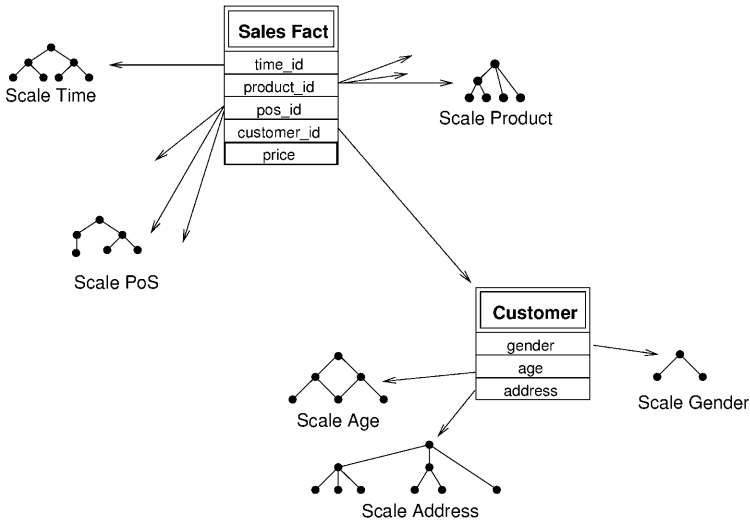 Sales Fact
time_id
product_id
pos_id
customer_id
price
Scale Time
Scale Product
Scale PoS
Customer
gender
age
address
Scale Gender
Scale Age
Scale Address